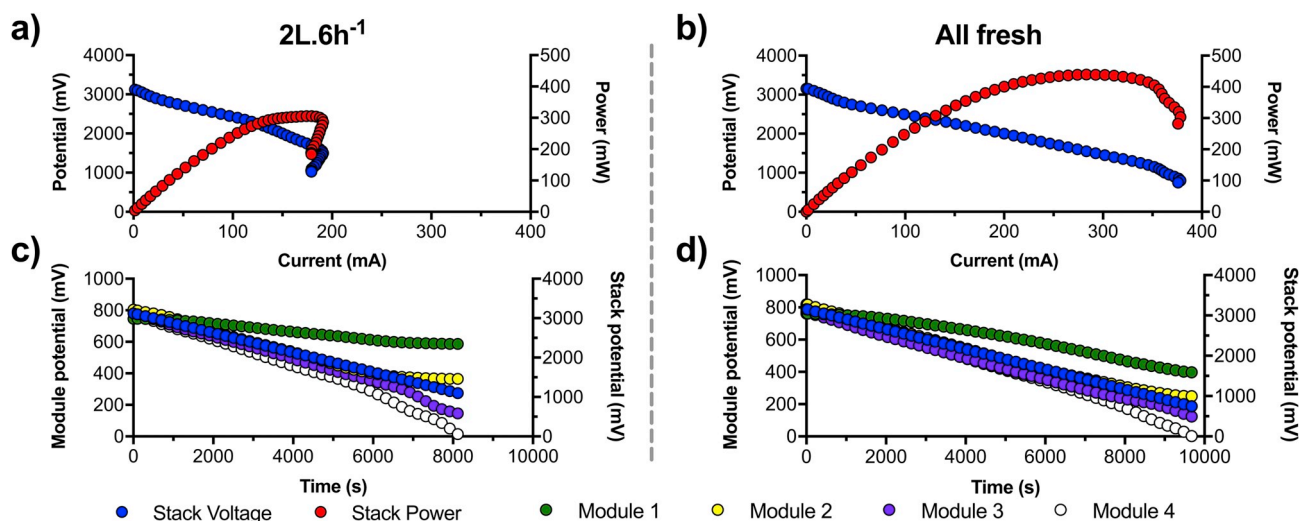 a)
2L.6h-1
4000
3000
2000
1000
0
Potential (mV)
500
400
300
200
100
0
Power (mW)
0 100 200 300 400
Current (mA)
b)
All fresh
4000
3000
2000
1000
0
Potential (mV)
500
400
300
200
100
0
Power (mW)
0 100 200 300 400
Current (mA)
c)
1000
800
600
400
200
0
Module potential (mV)
4000
3000
2000
1000
0
Stack potential (mV)
0 2000 4000 6000 8000 10000
Time (s)
d)
1000
800
600
400
200
0
Module potential (mV)
4000
3000
2000
1000
0
Stack potential (mV)
0 2000 4000 6000 8000 10000
Time (s)
Stack Voltage Stack Power Module 1 Module 2 Module 3 Module 4